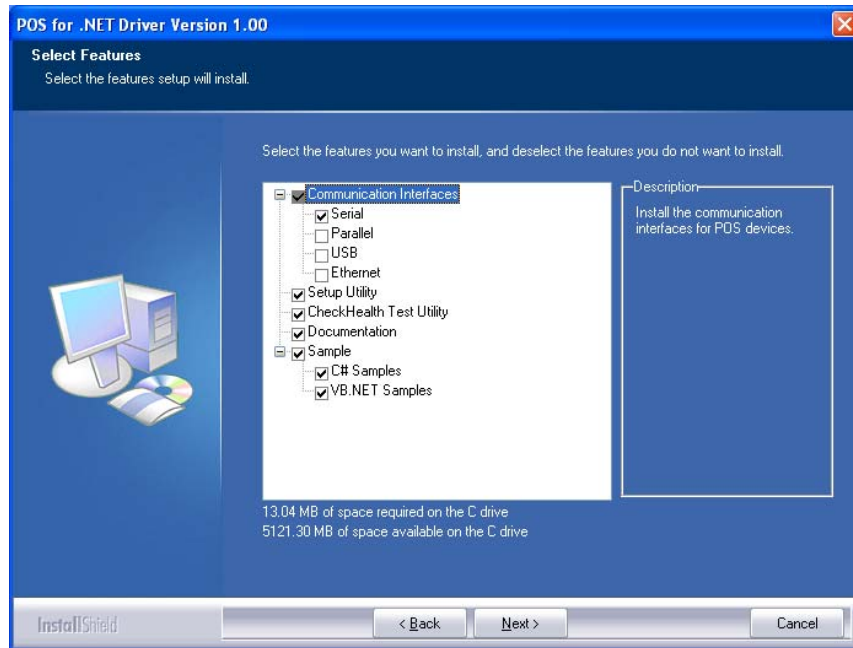 POS for .NET Driver Version 1.00
Select Features
Select the features setup will install.
Select the features you want to install, and deselect the features you do not want to install.
Communication Interfaces
Serial
Parallel
USB
Ethernet
Setup Utility
CheckHealth Test Utility
Documentation
Sample
C# Samples
VB.NET Samples
Description
Install the communication
interfaces for POS devices.
13.04 MB of space required on the C drive
5121.30 MB of space available on the C drive
InstallShield
< Back
Next >
Cancel